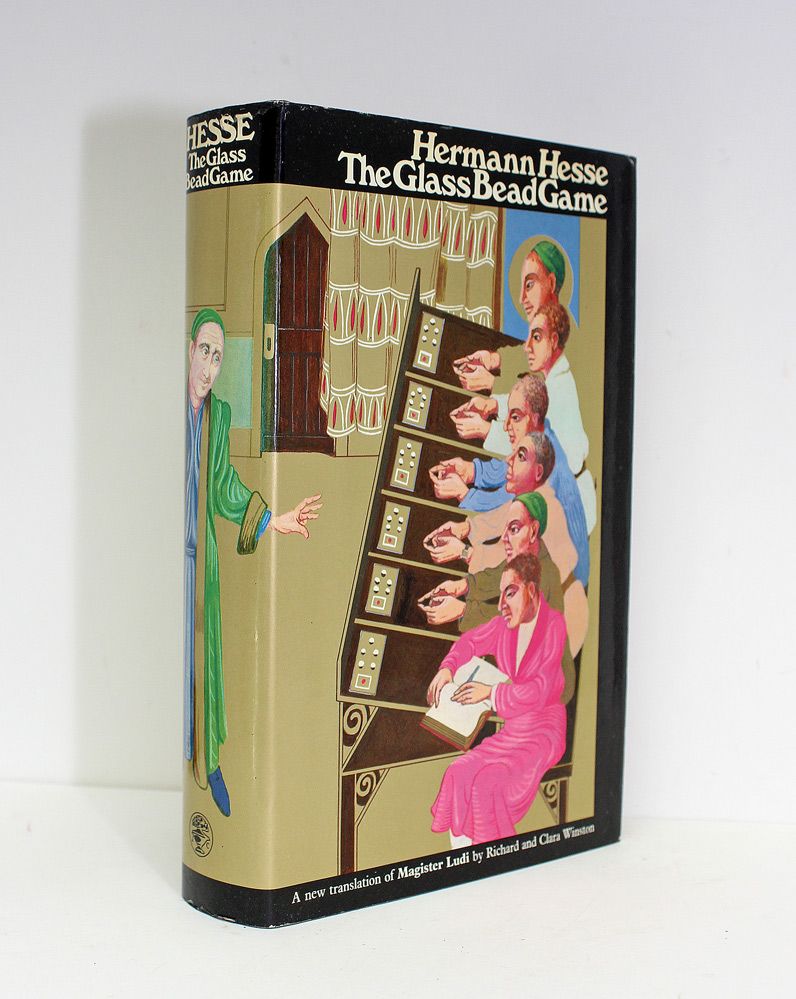 HESSE
The Glass
Bead Game
Hermann Hesse
The Glass Bead Game
A new translation of Magister Ludi by Richard and Clara Winston